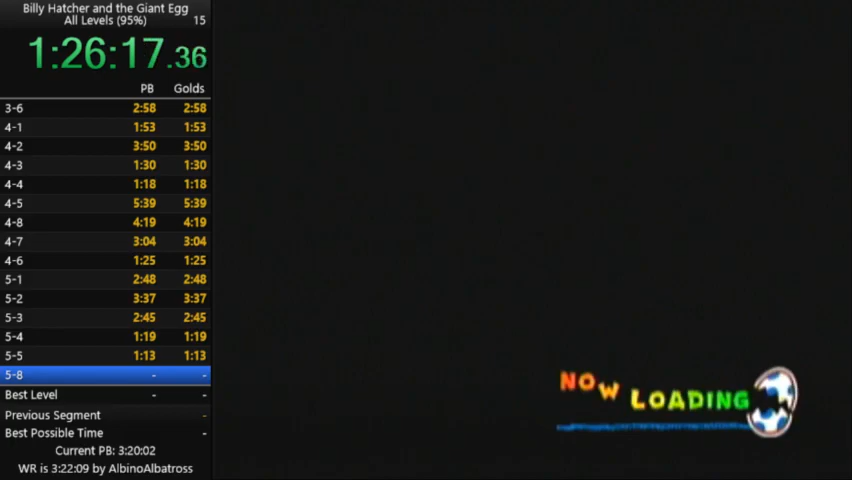 Billy Hatcher and the Giant Egg
All Levels (95%) 15
1:26:17.36
PB Golds
3-6 2:58 2:58
4-1 1:53 1:53
4-2 3:50 3:50
4-3 1:30 1:30
4-4 1:18 1:18
4-5 5:39 5:39
4-8 4:19 4:19
4-7 3:04 3:04
4-6 1:25 1:25
5-1 2:48 2:48
5-2 3:37 3:37
5-3 2:45 2:45
5-4 1:19 1:19
5-5 1:13 1:13
5-8 - -
Best Level - -
Previous Segment -
Best Possible Time -
Current PB: 3:20:02
WR is 3:22:09 by AlbinoAlbatross
NOW LOADING